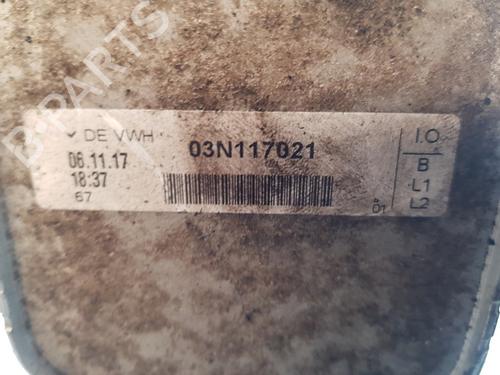 B-PARTS
DE VWH
06.11.17
18:37
67
03N117021
01
I.O
B
L1
L2